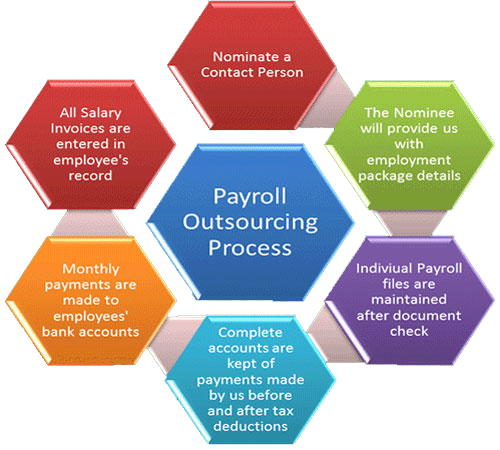 Nominate a
Contact Person
The Nominee
will provide us
with
employment
package details
Indiviual Payroll
files are
maintained
after document
check
Complete
accounts are
kept of
payments made
by us before
and after tax
deductions
Monthly
payments are
made to
employees'
bank accounts
All Salary
Invoices are
entered in
employee's
record
Payroll
Outsourcing
Process